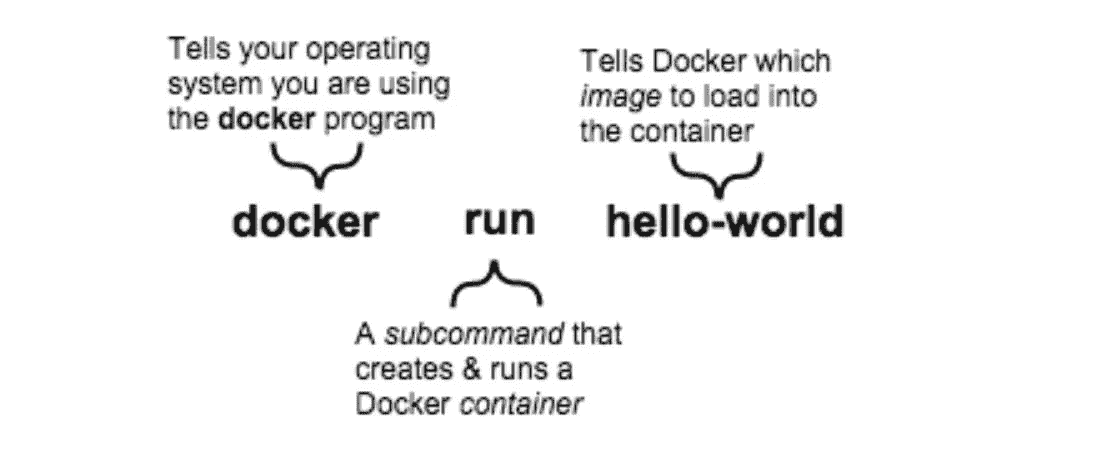 Tells your operating
system you are using
the docker program
Tells Docker which
image to load into
the container
docker run hello-world
A subcommand that
creates & runs a
Docker container